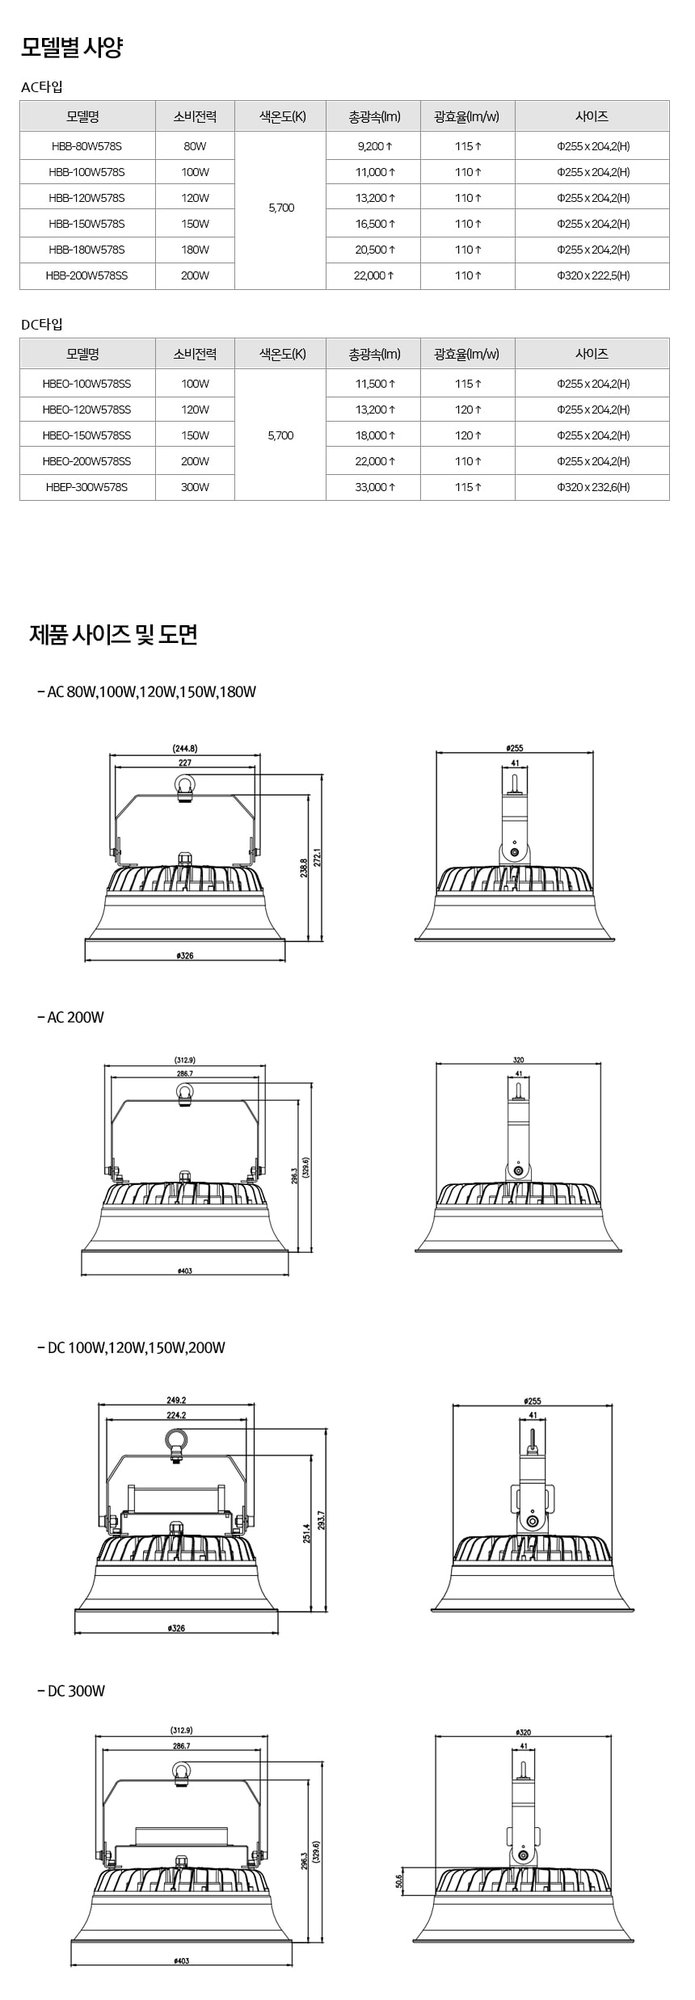 모델별 사양
AC타입
모델명 소비전력 색온도(K) 총광속(lm) 광효율(lm/w) 사이즈
HBB-80W578S 80W 9,200↑ 115↑ Φ255 x 204,2(H)
HBB-100W578S 100W 11,000↑ 110↑ Φ255 x 204,2(H)
HBB-120W578S 120W 13,200↑ 110↑ Φ255 x 204,2(H)
5,700
HBB-150W578S 150W 16,500↑ 110↑ Φ255 x 204,2(H)
HBB-180W578S 180W 20,500↑ 110↑ Φ255 x 204,2(H)
HBB-200W578SS 200W 22,000↑ 110↑ Φ320 x 222,5(H)
DC타입
모델명 소비전력 색온도(K) 총광속(lm) 광효율(lm/w) 사이즈
HBEO-100W578SS 100W 11,500↑ 115↑ Φ255 x 204,2(H)
HBEO-120W578SS 120W 13,200↑ 120↑ Φ255 x 204,2(H)
HBEO-150W578SS 150W 5,700 18,000↑ 120↑ Φ255 x 204,2(H)
HBEO-200W578SS 200W 22,000↑ 110↑ Φ255 x 204,2(H)
HBEP-300W578S 300W 33,000↑ 115↑ Φ320 x 232,6(H)
제품 사이즈 및 도면
- AC 80W,100W,120W,150W,180W
(244.8) ø255
227 41
238.8 272.1
ø326
- AC 200W
(312.9) 320
286.7 41
296.3 (329.6)
ø403
- DC 100W,120W,150W,200W
249.2 ø255
224.2 41
251.4 293.7
ø326
- DC 300W
(312.9) ø320
286.7 41
296.3 (329.6) 50.6
ø403